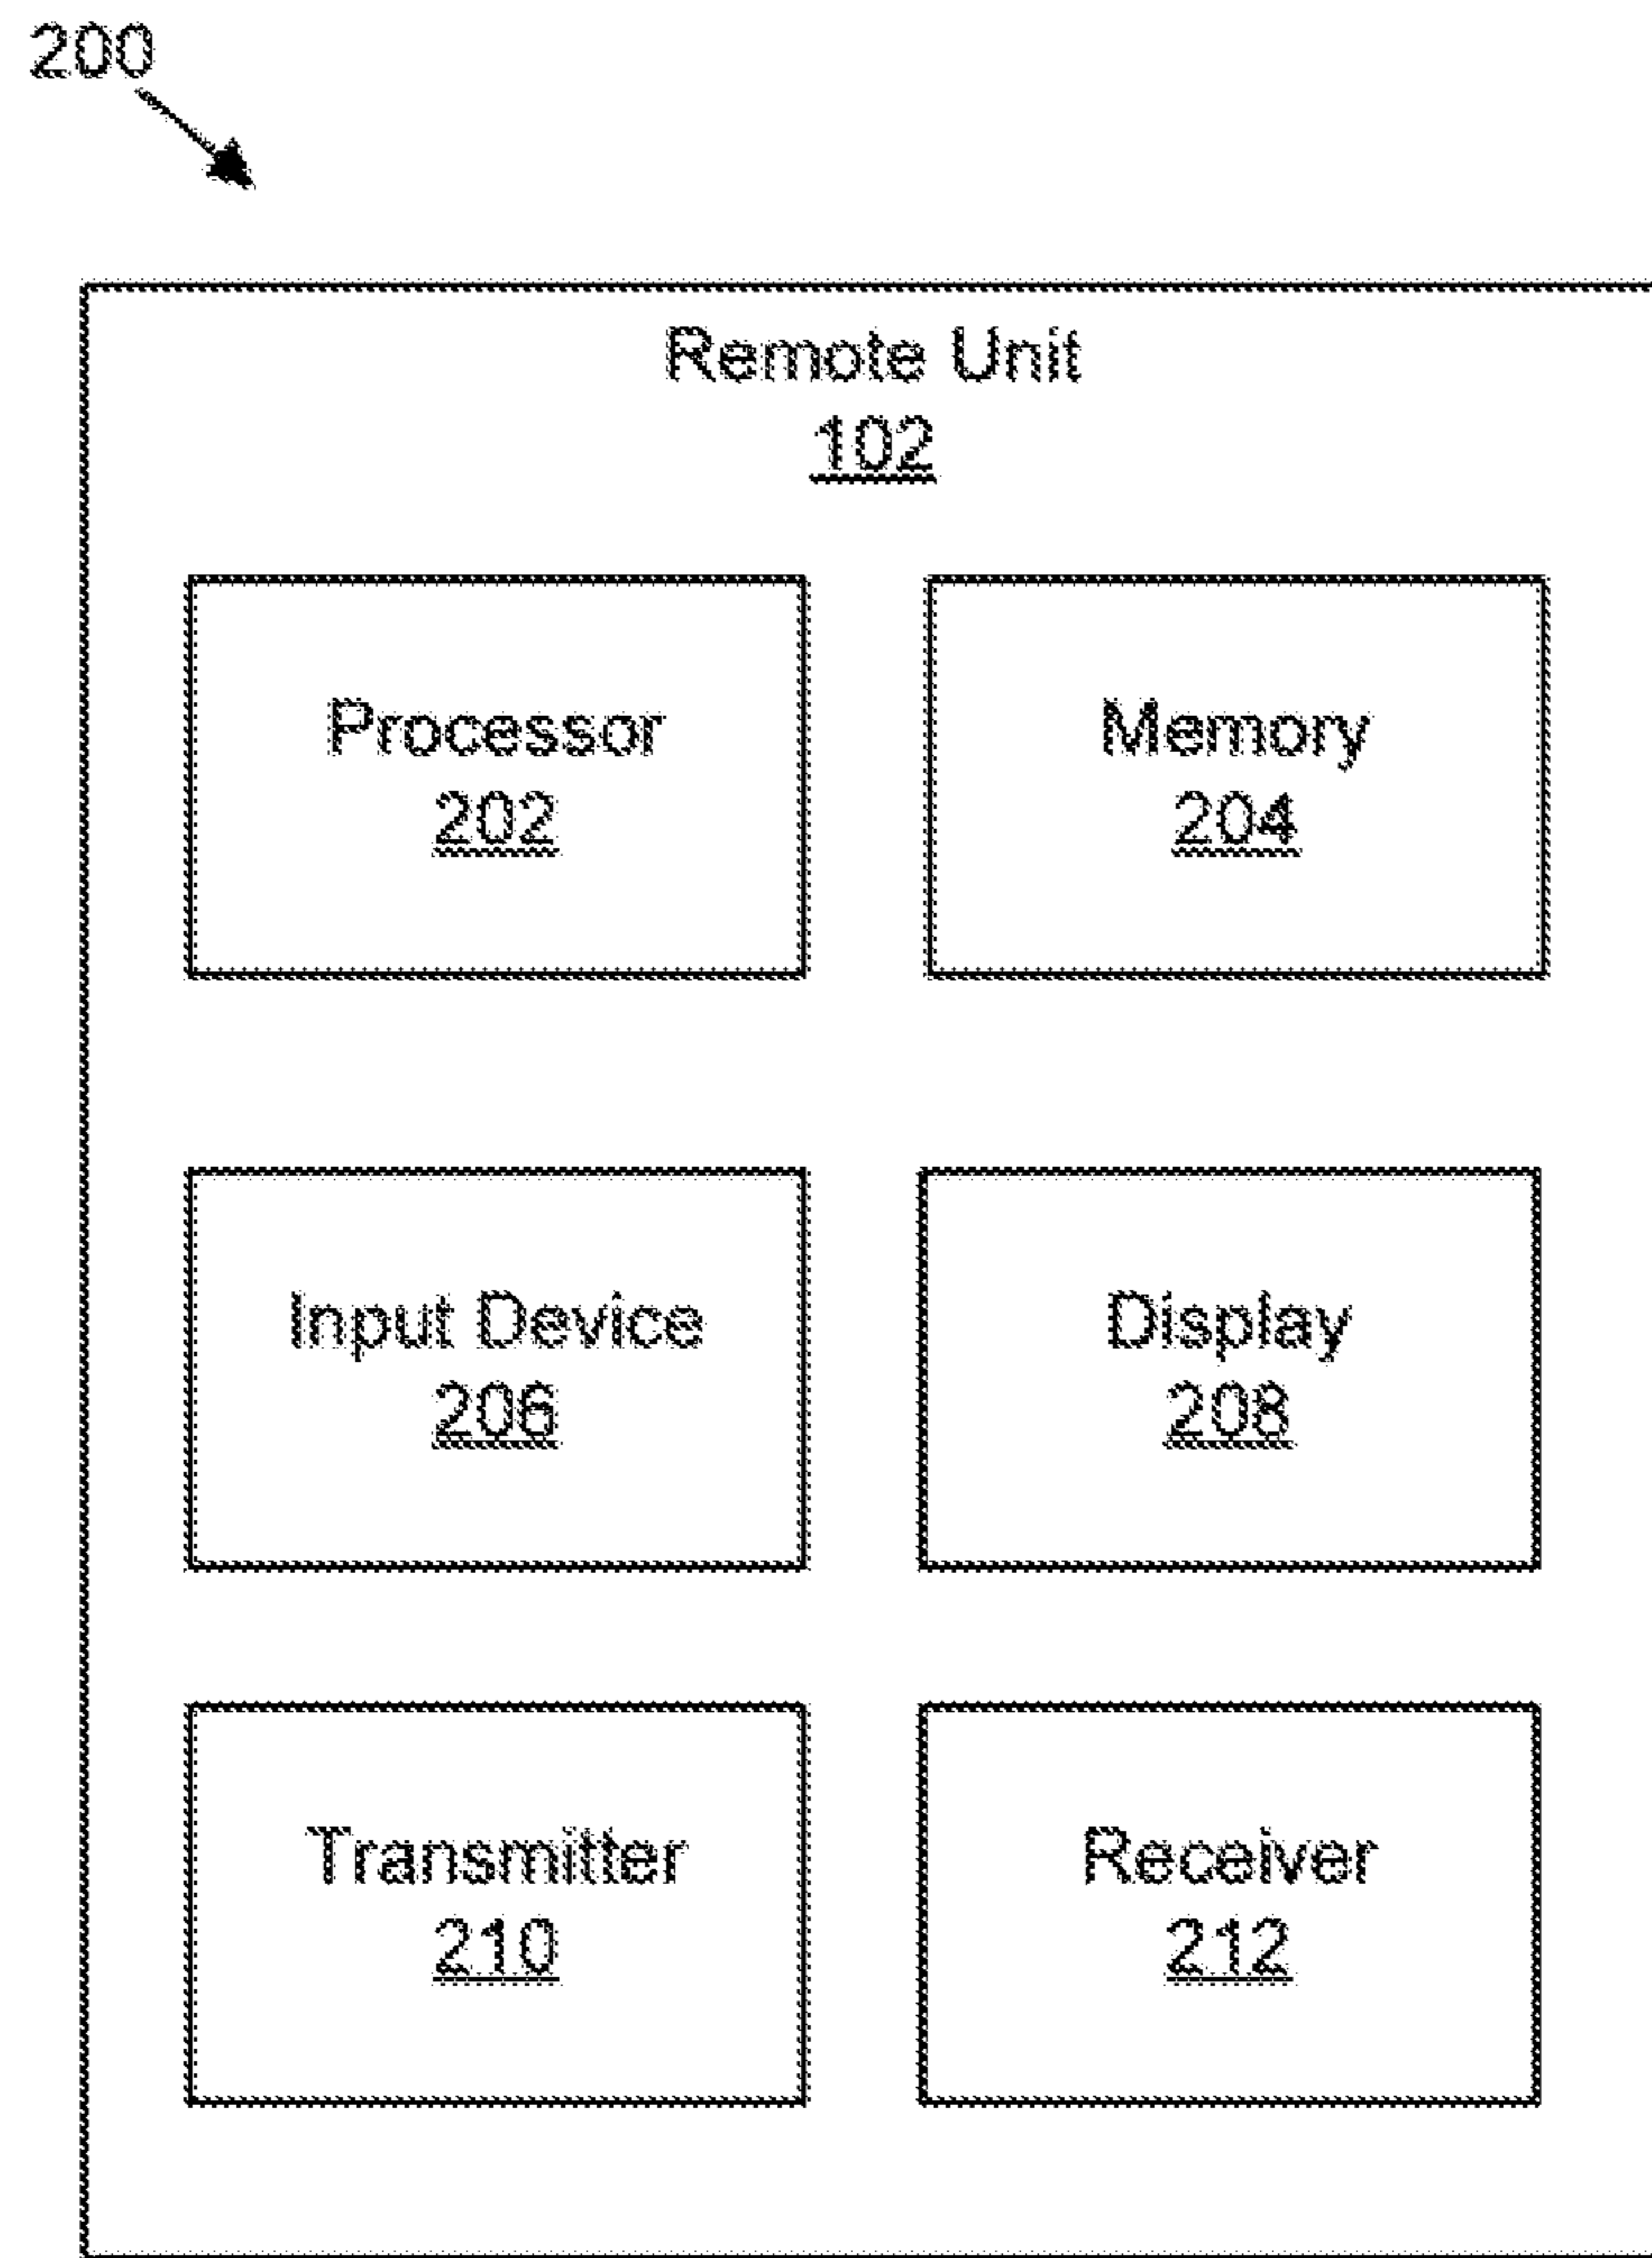 200
Remote Unit
102
Processor
202
Memory
204
Input Device
206
Display
208
Transmitter
210
Receiver
212